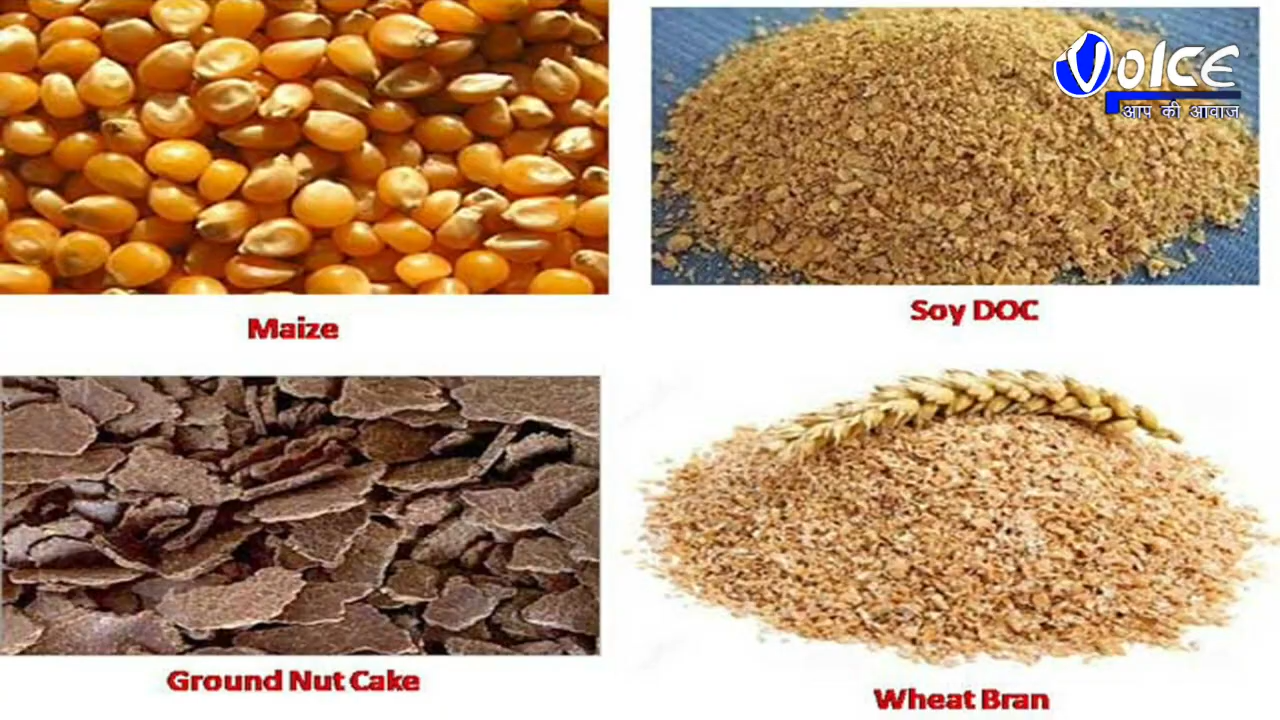 Voice
आप की आवाज़
Maize
Soy DOC
Ground Nut Cake
Wheat Bran